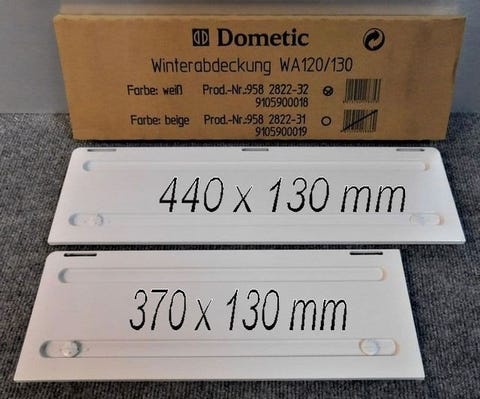 Dometic
Winterabdeckung WA120/130
Farbe: weiß Prod.-Nr.:958 2822-32
9105900018
Farbe: beige Prod.-Nr.:958 2822-31
9105900019
440 x 130 mm
370 x 130 mm